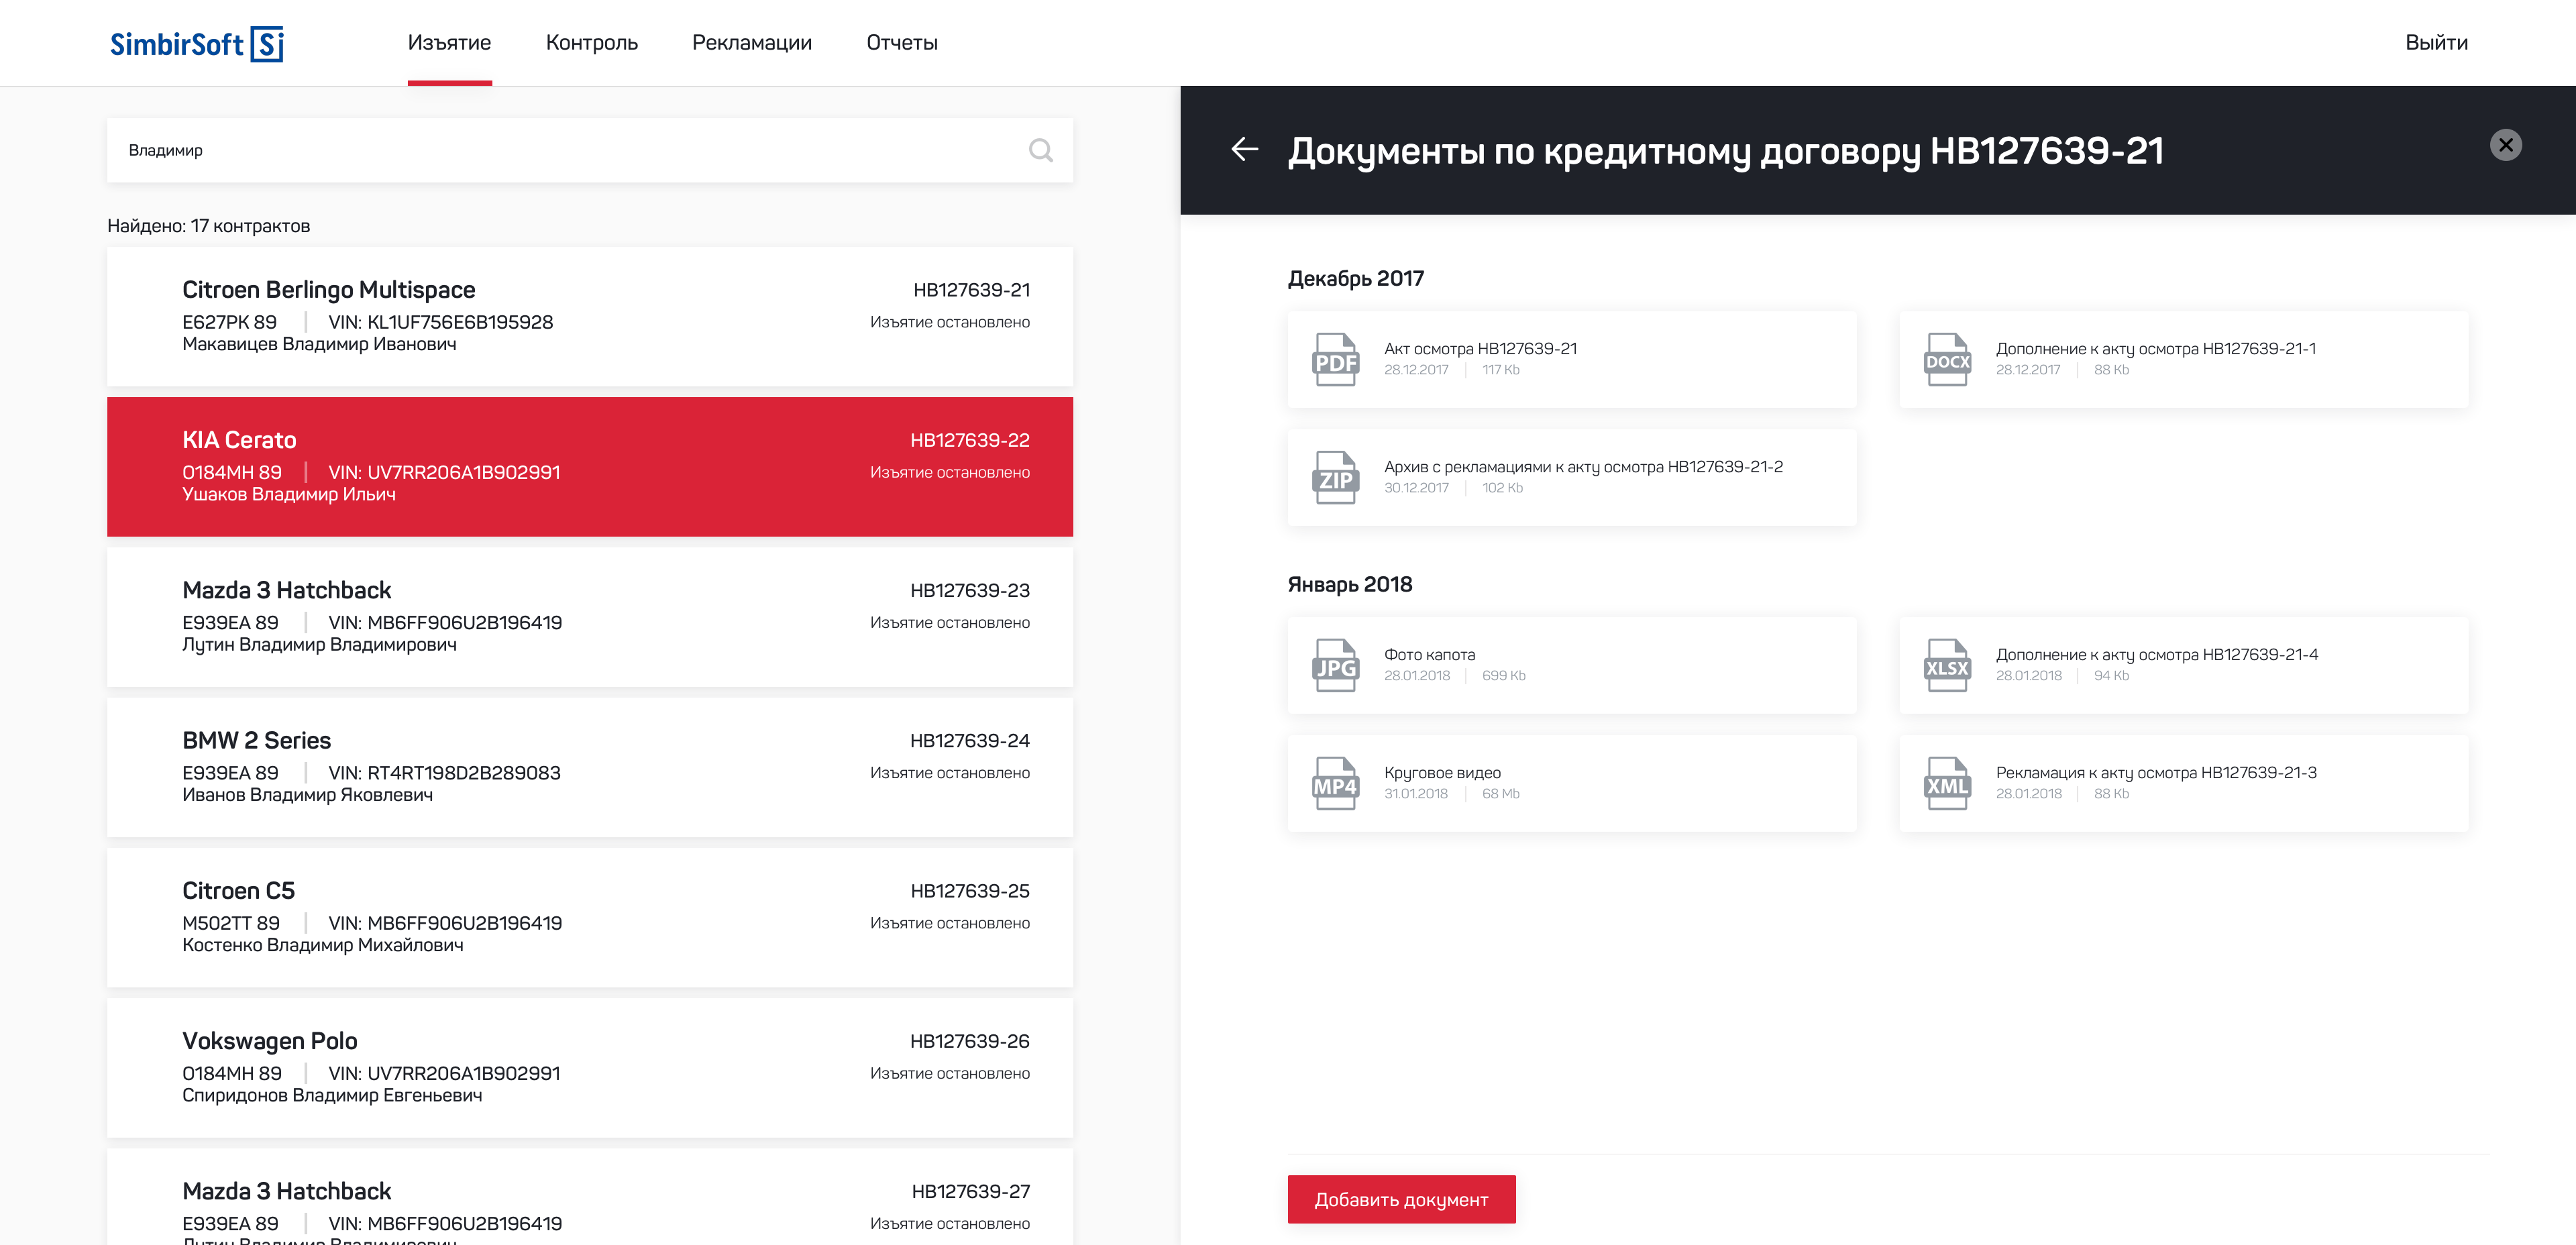 SimbirSoft Si
Изъятие
Контроль
Рекламации
Отчеты
Выйти
Владимир
Найдено: 17 контрактов
Citroen Berlingo Multispace
НВ127639-21
Е627РК 89
VIN: KL1UF756E6B195928
Изъятие остановлено
Макавицев Владимир Иванович
KIA Cerato
НВ127639-22
О184МН 89
VIN: UV7RR206A1B902991
Изъятие остановлено
Ушаков Владимир Ильич
Mazda 3 Hatchback
НВ127639-23
Е939ЕА 89
VIN: MB6FF906U2B196419
Изъятие остановлено
Лутин Владимир Владимирович
BMW 2 Series
НВ127639-24
Е939ЕА 89
VIN: RT4RT198D2B289083
Изъятие остановлено
Иванов Владимир Яковлевич
Citroen C5
НВ127639-25
М502ТТ 89
VIN: MB6FF906U2B196419
Изъятие остановлено
Костенко Владимир Михайлович
Vokswagen Polo
НВ127639-26
О184МН 89
VIN: UV7RR206A1B902991
Изъятие остановлено
Спиридонов Владимир Евгеньевич
Mazda 3 Hatchback
НВ127639-27
Е939ЕА 89
VIN: MB6FF906U2B196419
Изъятие остановлено
Лутин Владимир Владимирович
Документы по кредитному договору НВ127639-21
Декабрь 2017
PDF
Акт осмотра НВ127639-21
28.12.2017
117 Kb
DOCX
Дополнение к акту осмотра НВ127639-21-1
28.12.2017
88 Kb
ZIP
Архив с рекламациями к акту осмотра НВ127639-21-2
30.12.2017
102 Kb
Январь 2018
JPG
Фото капота
28.01.2018
699 Kb
XLSX
Дополнение к акту осмотра НВ127639-21-4
28.01.2018
94 Kb
MP4
Круговое видео
31.01.2018
68 Mb
XML
Рекламация к акту осмотра НВ127639-21-3
28.01.2018
88 Kb
Добавить документ